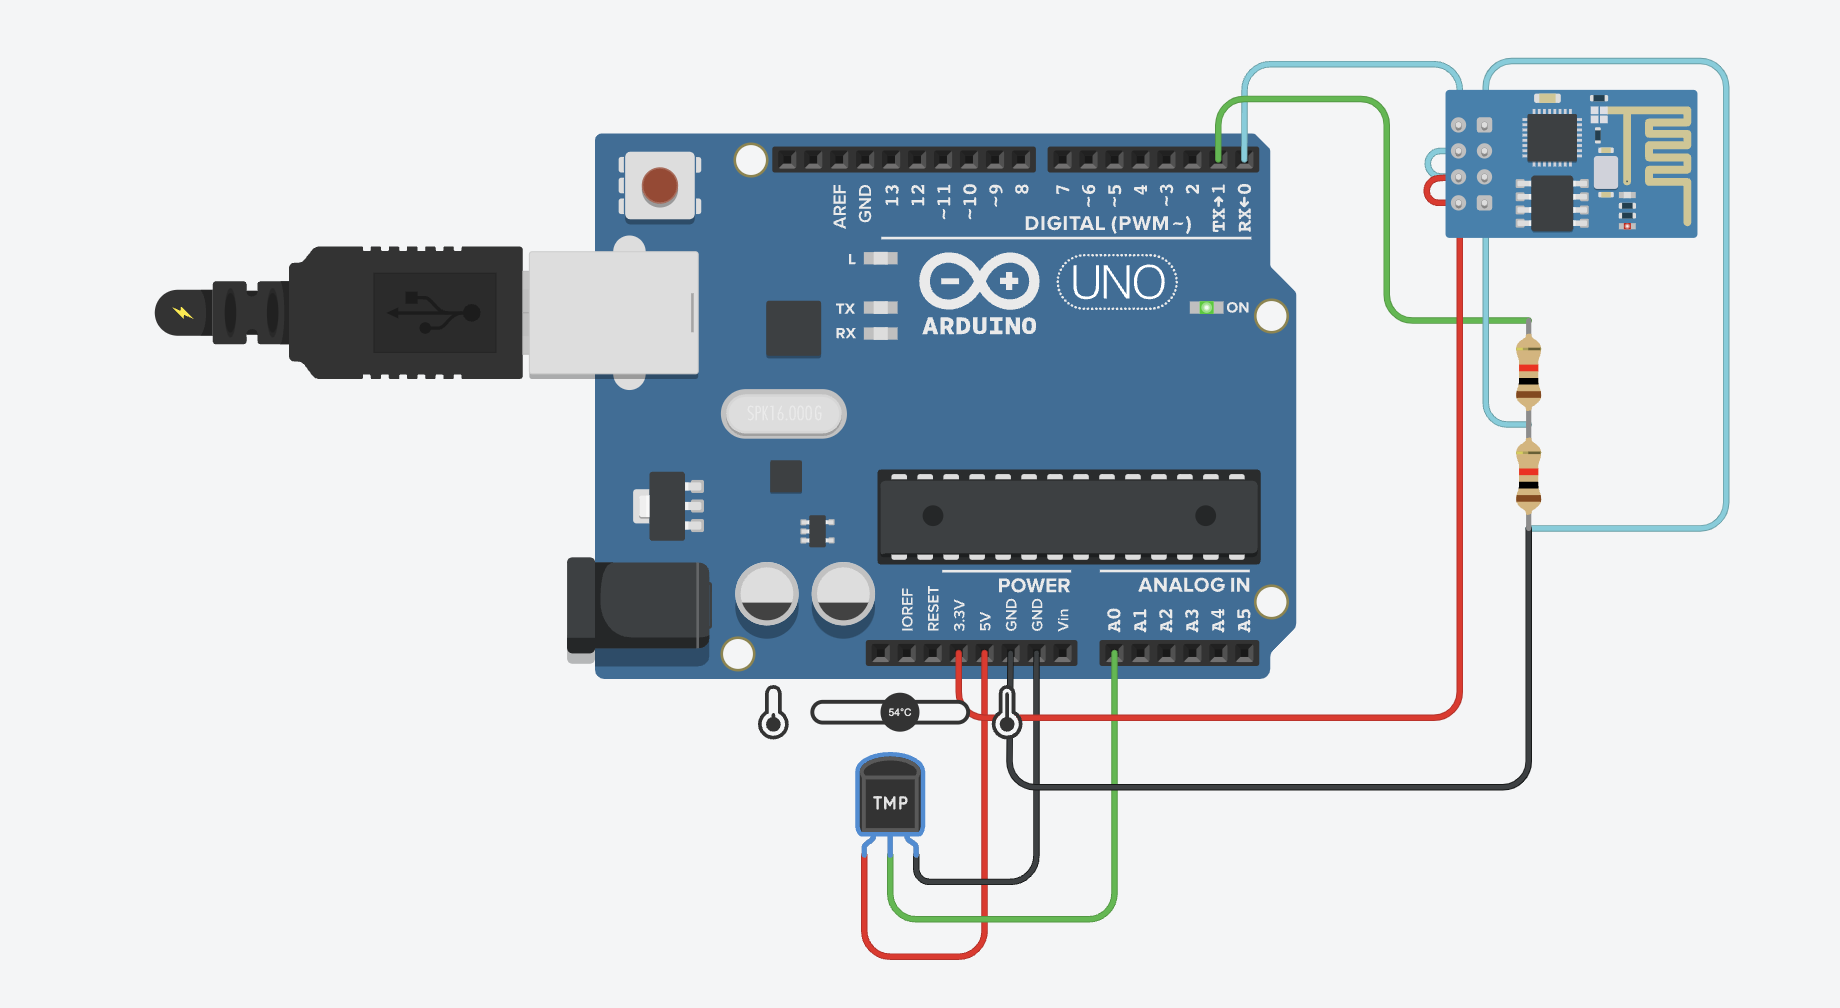 AREF
GND
13
12
~11
~10
~9
8
7
~6
~5
4
~3
2
TX→1
RX←0
DIGITAL (PWM~)
L
TX
RX
ARDUINO
UNO
ON
SPK16.000G
POWER
ANALOG IN
IOREF
RESET
3.3V
5V
GND
GND
Vin
A0
A1
A2
A3
A4
A5
54°C
TMP